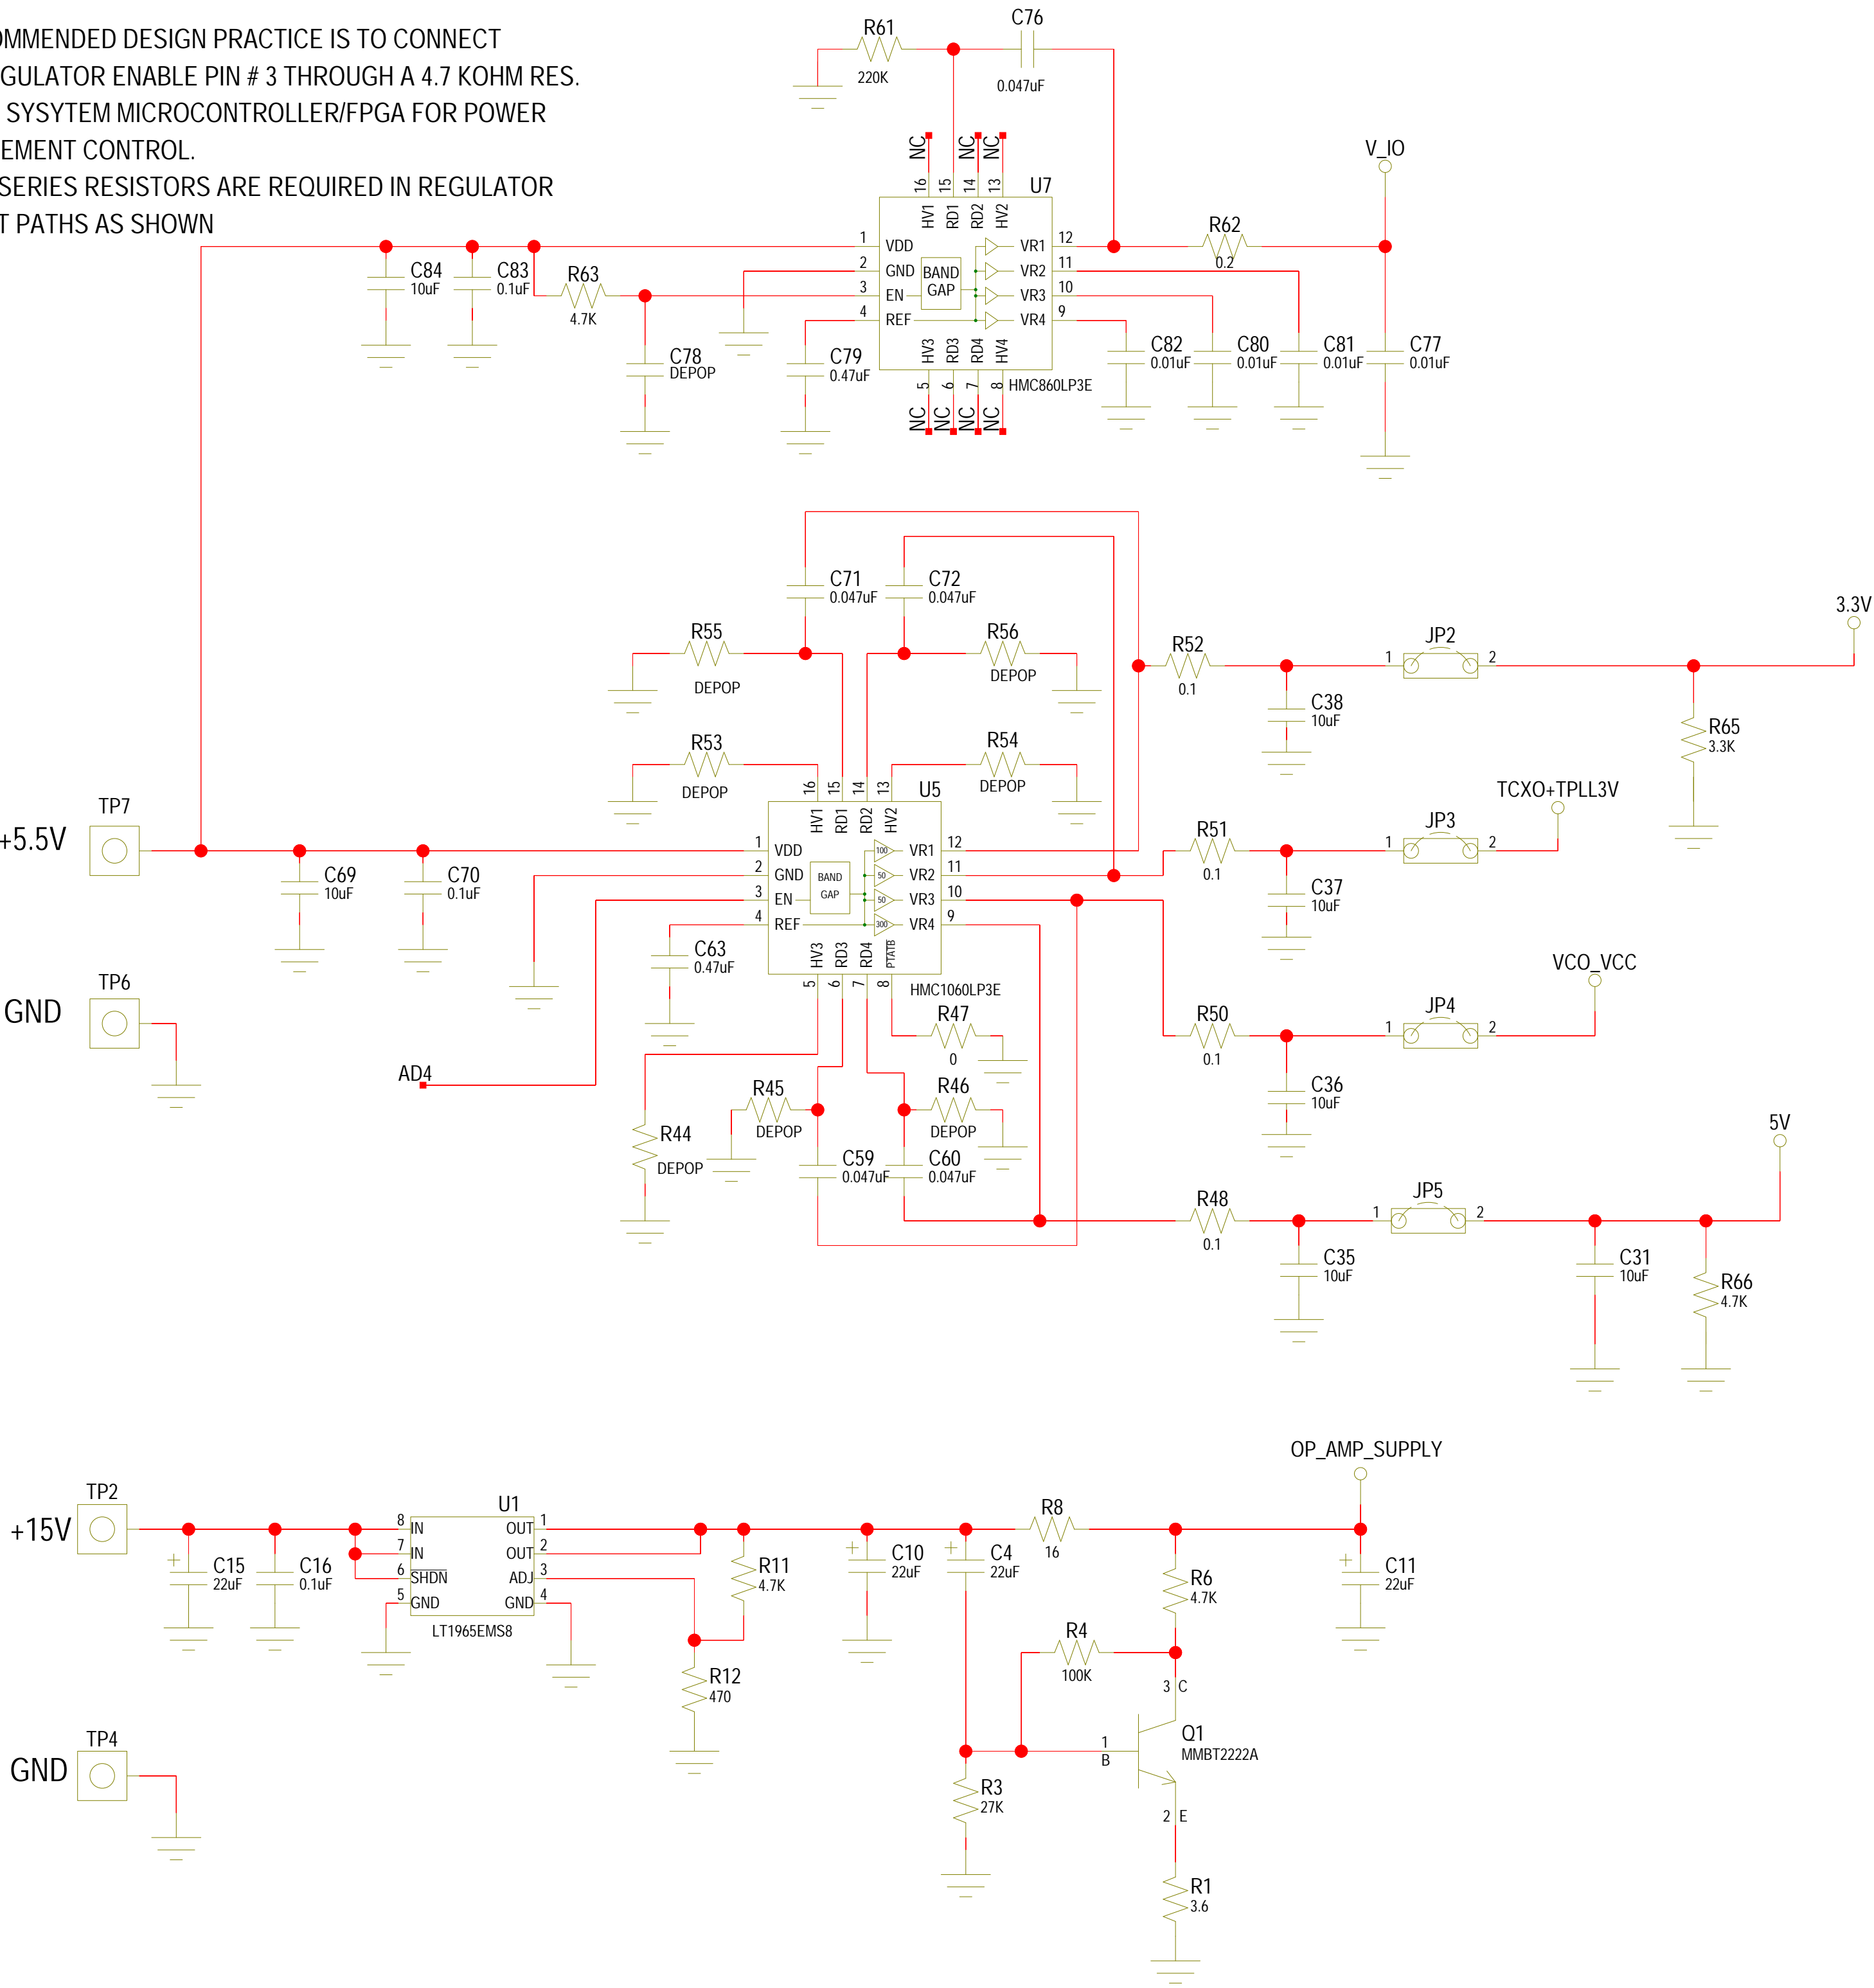 OMMENDED DESIGN PRACTICE IS TO CONNECT
GULATOR ENABLE PIN # 3 THROUGH A 4.7 KOHM RES.
SYSYTEM MICROCONTROLLER/FPGA FOR POWER
EMENT CONTROL.
SERIES RESISTORS ARE REQUIRED IN REGULATOR
T PATHS AS SHOWN
R61
220K
C76
0.047uF
NC
NC
NC
V_IO
16
15
14
13
U7
HV1
RD1
RD2
HV2
R62
0.2
1
VDD
VR1
12
2
GND
VR2
11
3
EN
VR3
10
4
REF
VR4
9
BAND
GAP
HV3
RD3
RD4
HV4
5
6
7
8
HMC860LP3E
NC
NC
NC
NC
C84
10uF
C83
0.1uF
R63
4.7K
C78
DEPOP
C79
0.47uF
C82
0.01uF
C80
0.01uF
C81
0.01uF
C77
0.01uF
C71
0.047uF
C72
0.047uF
R55
DEPOP
R56
DEPOP
R53
DEPOP
R54
DEPOP
R52
0.1
C38
10uF
JP2
1
2
3.3V
R65
3.3K
TP7
+5.5V
C69
10uF
C70
0.1uF
16
15
14
13
U5
HV1
RD1
RD2
HV2
1
VDD
100
VR1
12
2
GND
50
VR2
11
3
EN
50
VR3
10
4
REF
300
VR4
9
BAND
GAP
HV3
RD3
RD4
PTATB
5
6
7
8
HMC1060LP3E
C63
0.47uF
R51
0.1
C37
10uF
JP3
1
2
TCXO+TPLL3V
TP6
GND
AD4
R47
0
R50
0.1
C36
10uF
JP4
1
2
VCO_VCC
R44
DEPOP
R45
DEPOP
R46
DEPOP
C59
0.047uF
C60
0.047uF
R48
0.1
C35
10uF
JP5
1
2
5V
C31
10uF
R66
4.7K
TP2
+15V
+
C15
22uF
C16
0.1uF
U1
8
IN
OUT
1
7
IN
OUT
2
6
SHDN
ADJ
3
5
GND
GND
4
LT1965EMS8
R11
4.7K
R12
470
+
C10
22uF
+
C4
22uF
R8
16
OP_AMP_SUPPLY
R6
4.7K
+
C11
22uF
R4
100K
3 C
1
B
Q1
MMBT2222A
2 E
R3
27K
R1
3.6
TP4
GND